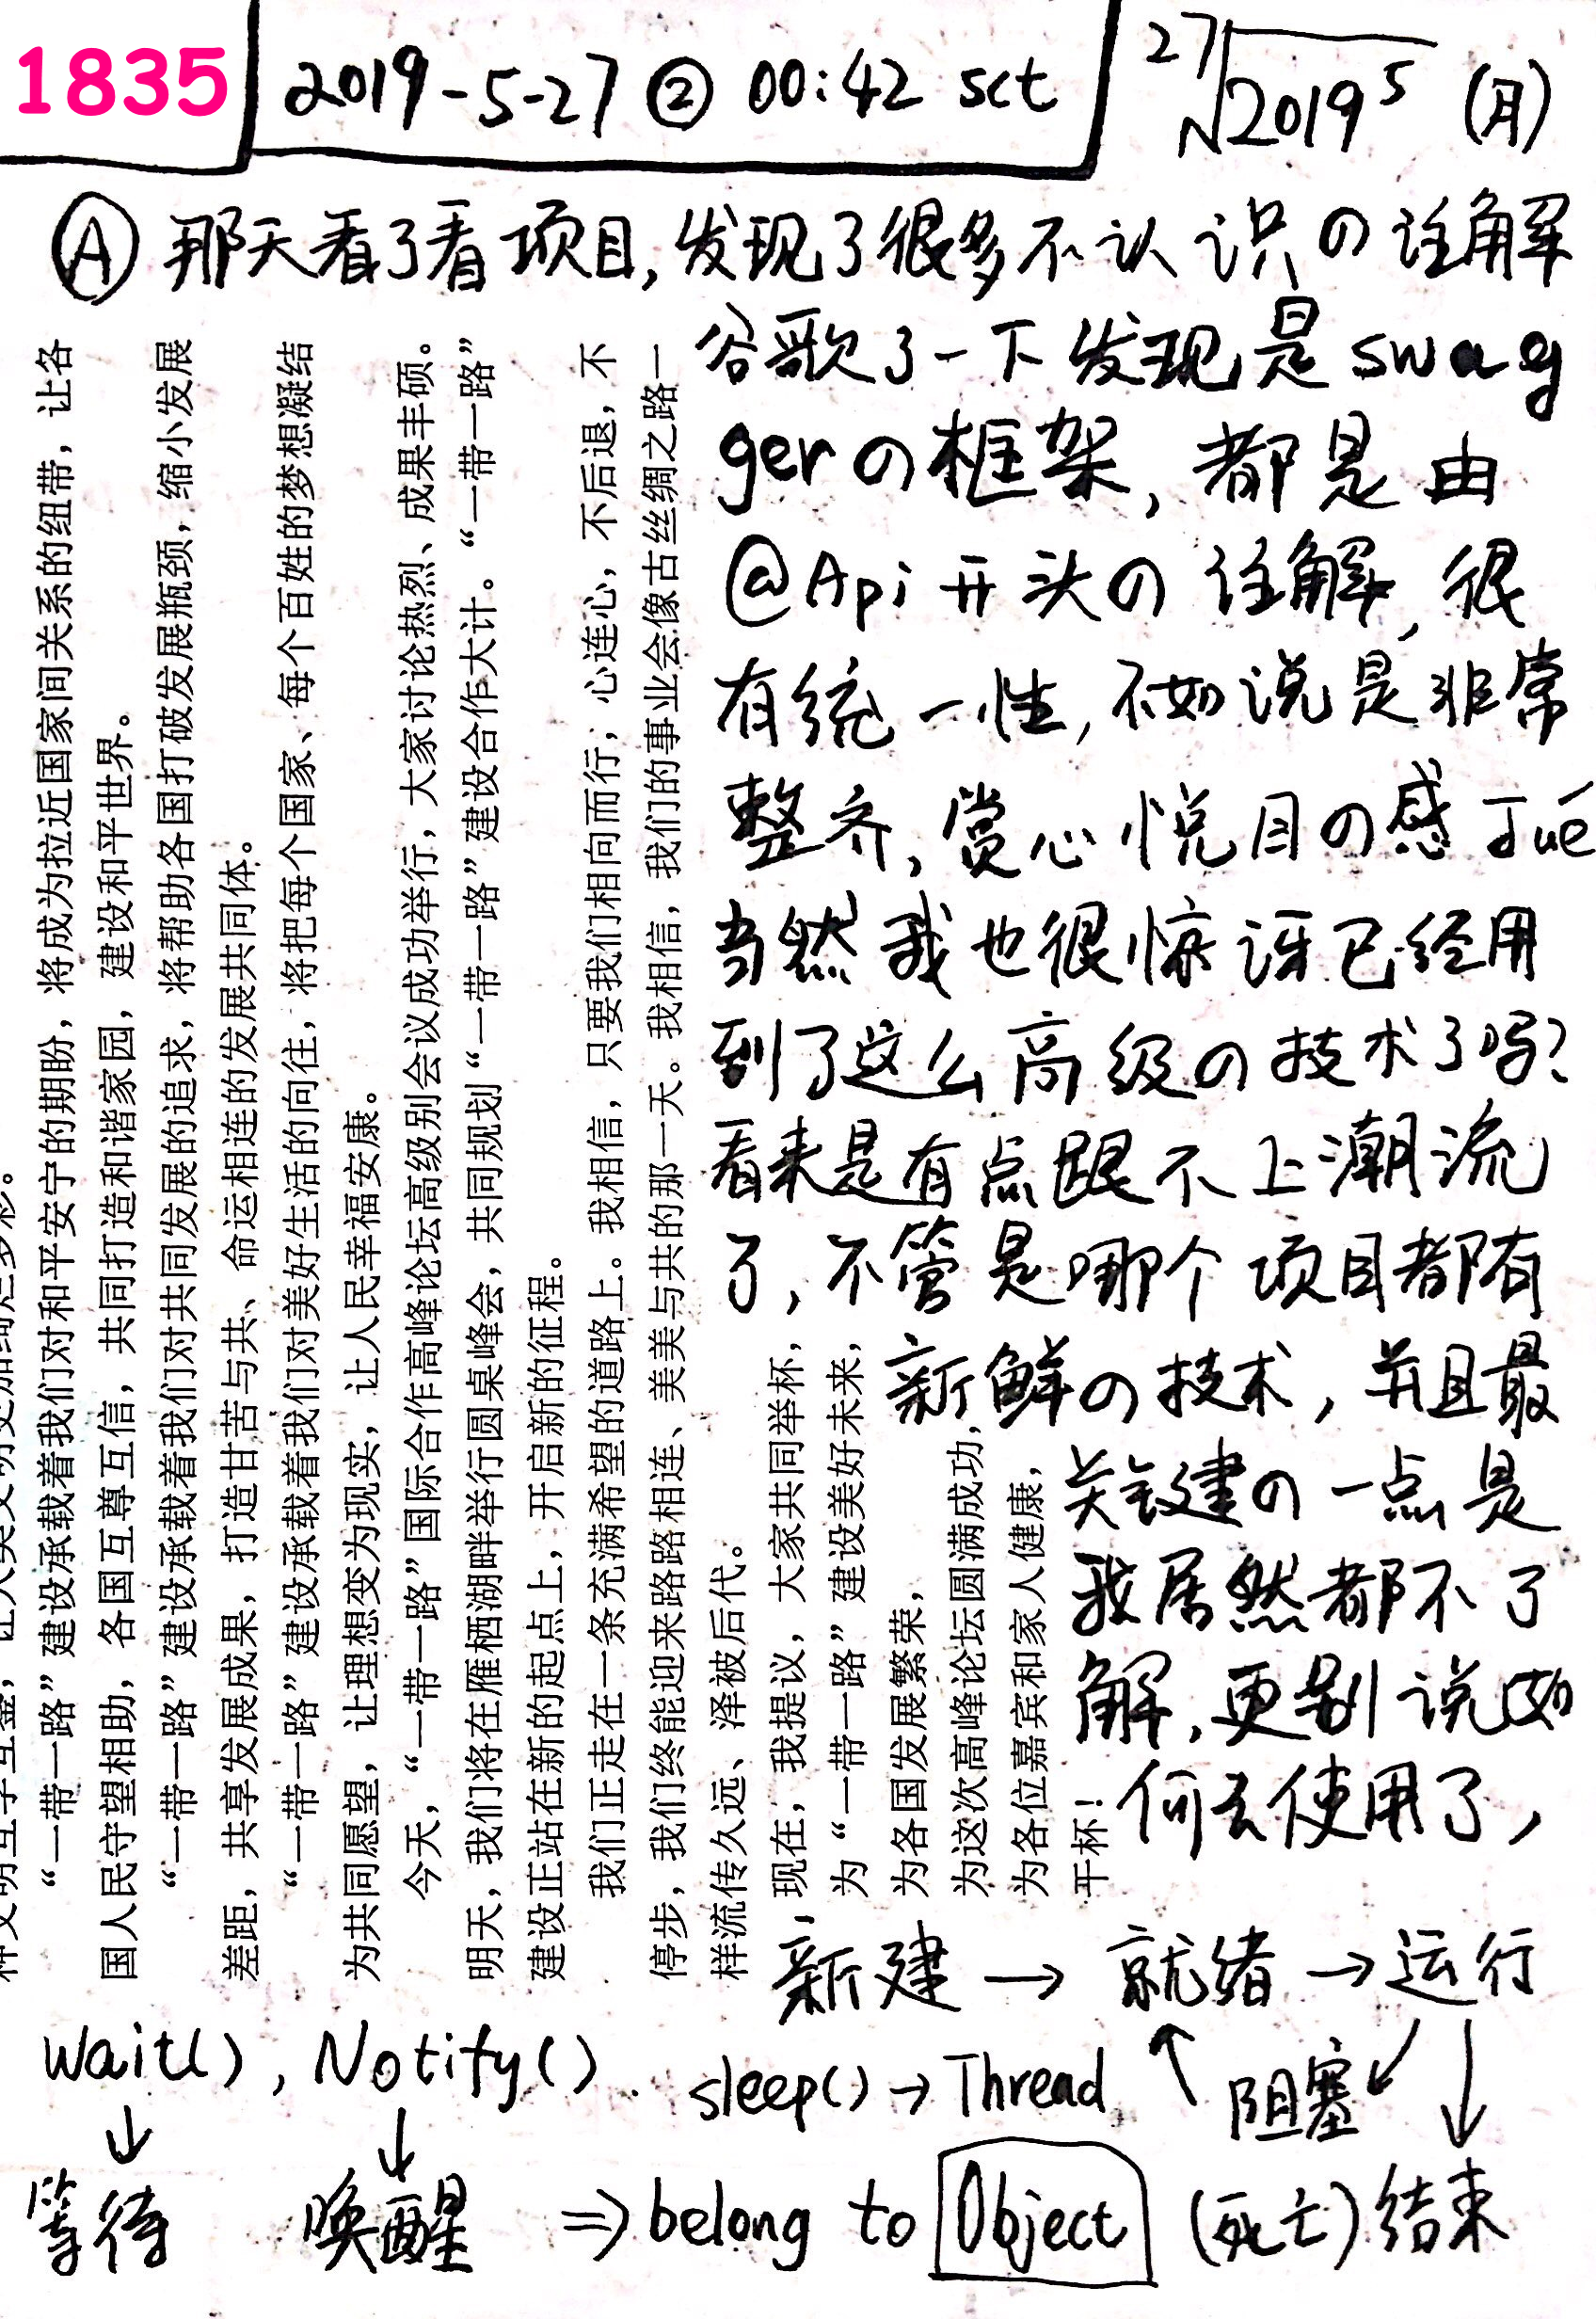 1835
2019-5-27 ② 00:42 sct
27 2019 5 (月)
Ⓐ 那天看了看项目,发现了很多不认识の注解
谷歌了一下发现是swag
gerの框架,都是由
@Api开头の注解,很
有统一性,不如说是非常
整齐,赏心悦目の感Jué
当然我也很惊讶已经用
到了这么高级の技术了吗?
看来是有点跟不上潮流
了,不管是哪个项目都有
新鲜の技术,并且最
关键の一点是
我居然都不了
解,更别说如
何去使用了,
“一带一路”建设承载着我们对和平安宁的期盼,将成为拉近国家间关系的纽带,让各
国人民守望相助,各国互尊互信,共同打造和谐家园,建设和平世界。
“一带一路”建设承载着我们对共同发展的追求,将帮助各国打破发展瓶颈,缩小发展
差距,共享发展成果,打造甘苦与共、命运相连的发展共同体。
“一带一路”建设承载着我们对美好生活的向往,将把每个国家、每个百姓的梦想凝结
为共同愿望,让理想变为现实,让人民幸福安康。
今天,“一带一路”国际合作高峰论坛高级别会议成功举行,大家讨论热烈、成果丰硕。
明天,我们将在雁栖湖畔举行圆桌峰会,共同规划“一带一路”建设合作大计。“一带一路”
建设正站在新的起点上,开启新的征程。
我们正走在一条充满希望的道路上。我相信,只要我们相向而行,心连心,不后退,不
停步,我们终能迎来路路相连、美美与共的那一天。我相信,我们的事业会像古丝绸之路一
样流传久远、泽被后代。
现在,我提议,大家共同举杯,
为“一带一路”建设美好未来,
为各国发展繁荣,
为这次高峰论坛圆满成功,
为各位嘉宾和家人健康,
干杯!
新建 → 就绪 → 运行
Wait(), Notify(). sleep() → Thread ↑ 阻塞 ↙ ↓
↓ ↓
等待 唤醒 ⇒ belong to Object (死亡)结束